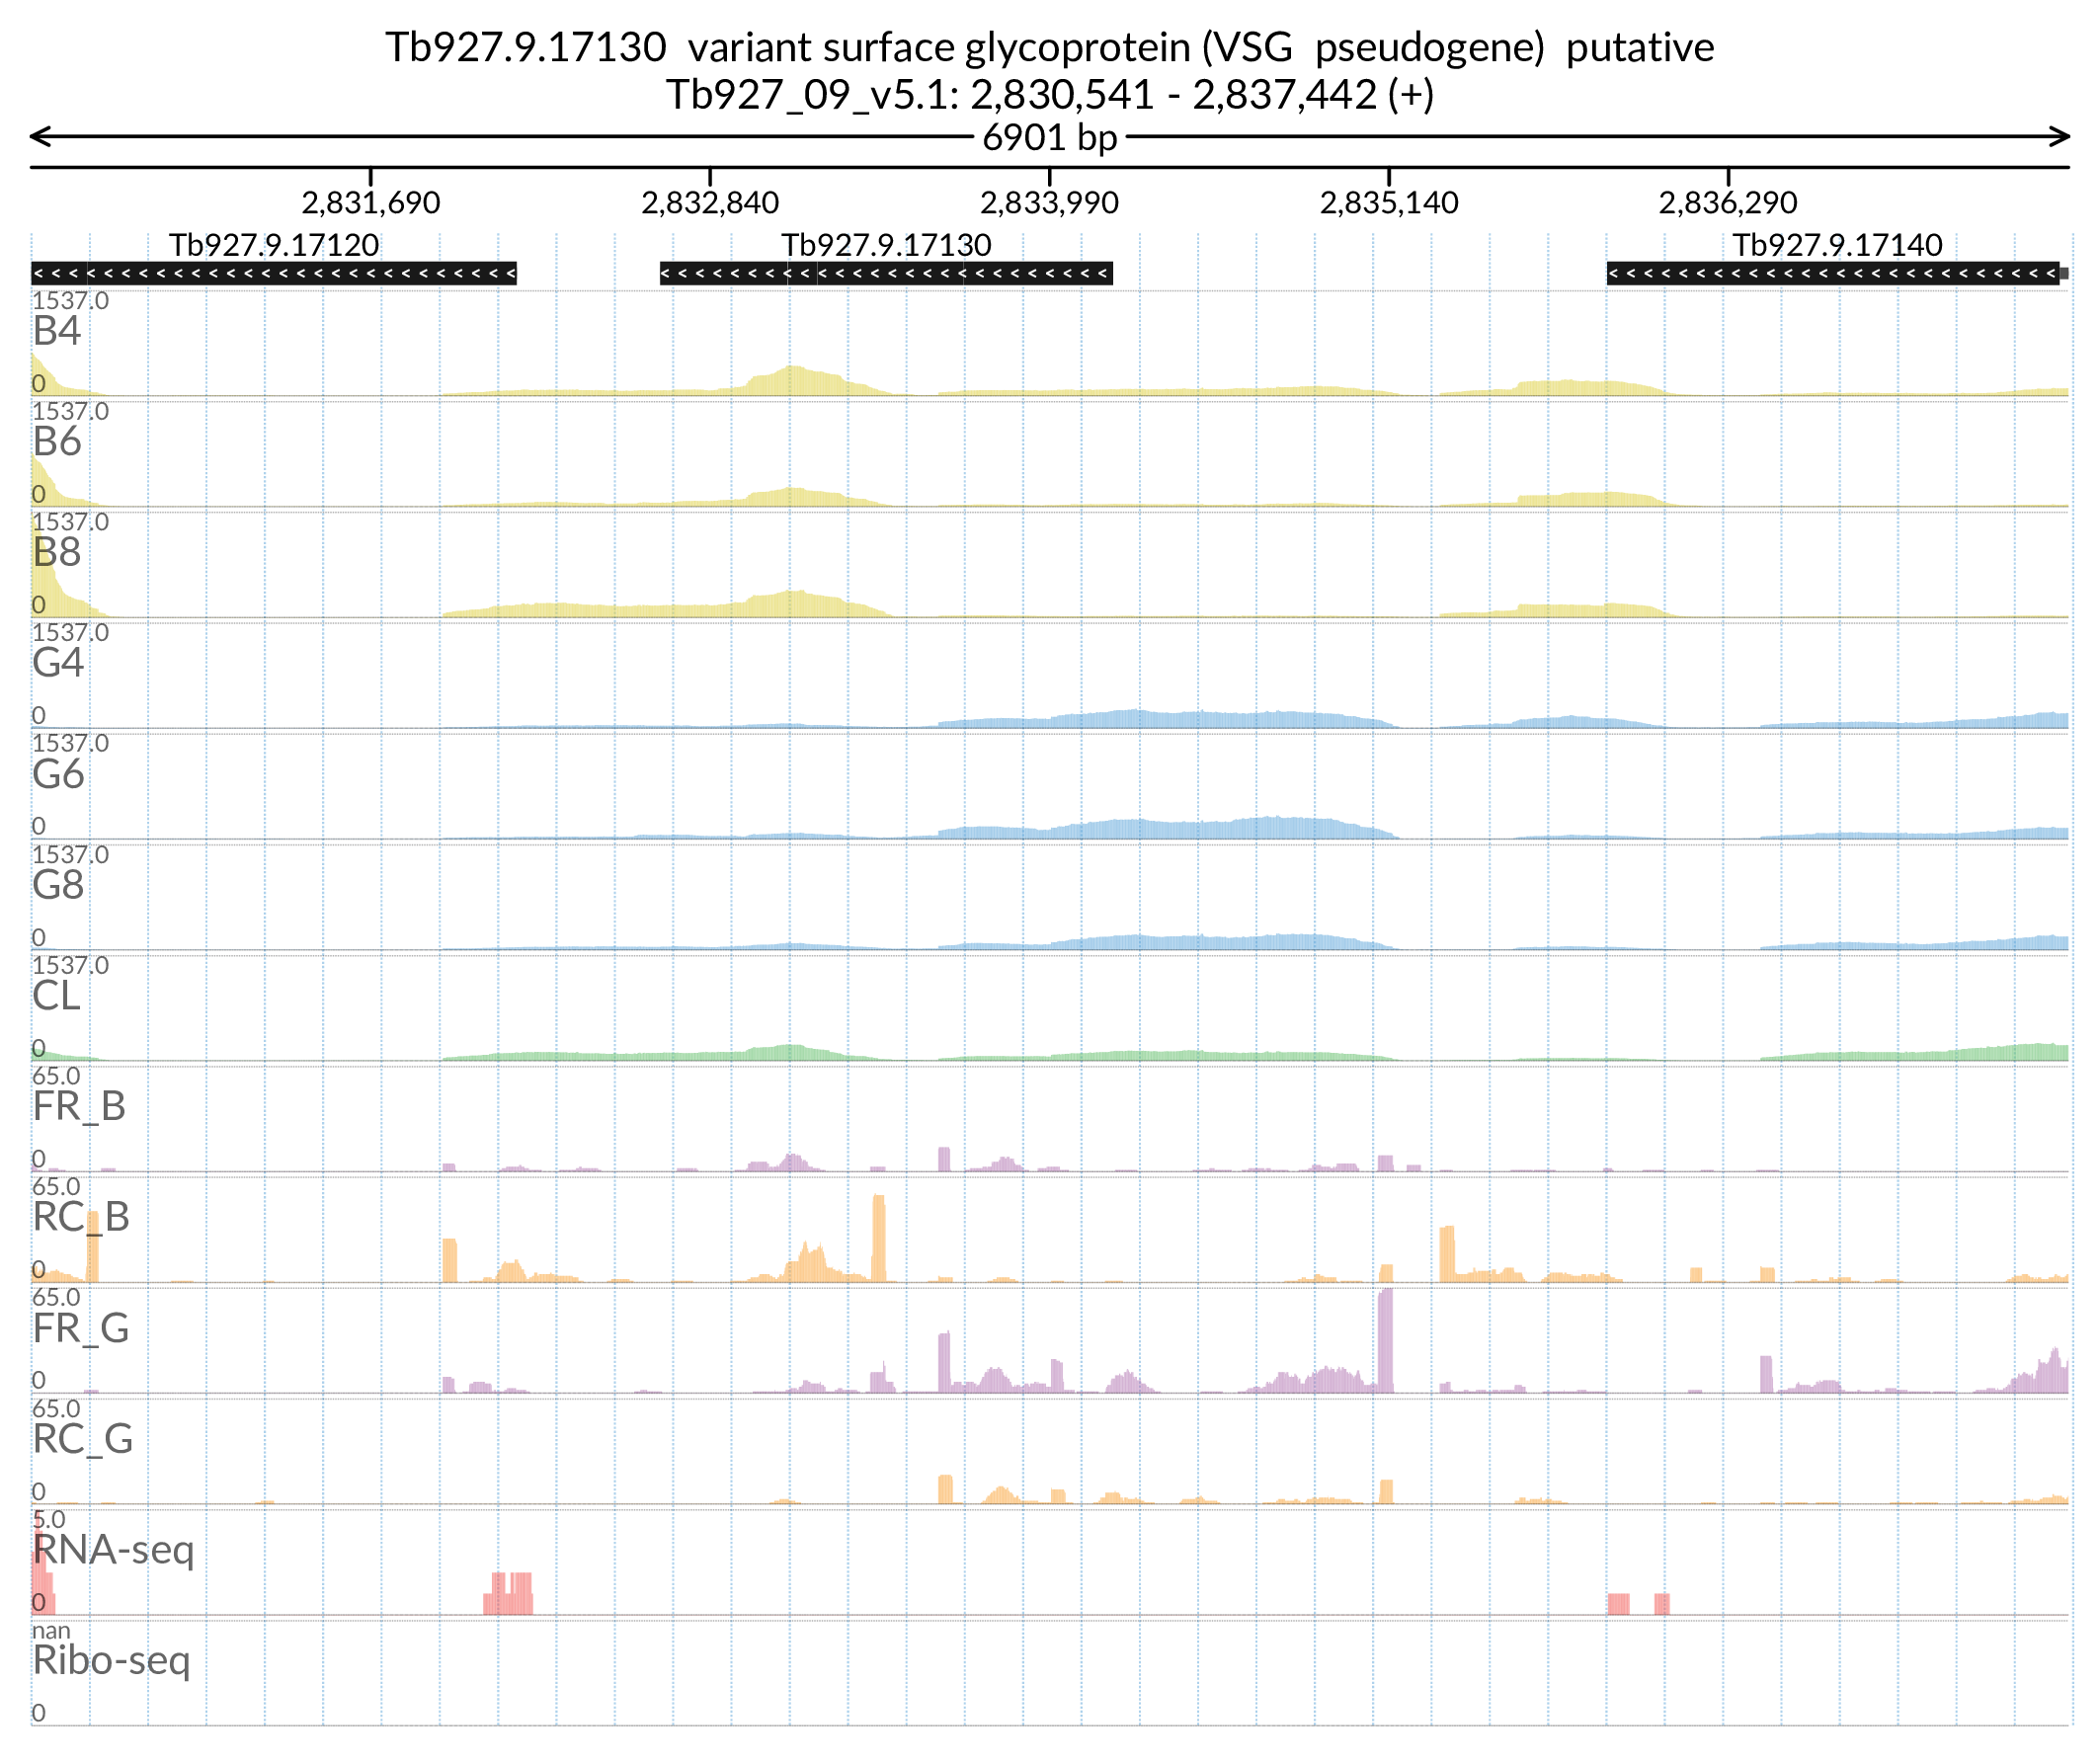 Tb927.9.17130 variant surface glycoprotein (VSG pseudogene) putative
Tb927_09_v5.1: 2,830,541 - 2,837,442 (+)
6901 bp
2,831,690 2,832,840 2,833,990 2,835,140 2,836,290
Tb927.9.17120 Tb927.9.17130 Tb927.9.17140
1537.0
B4
0
1537.0
B6
0
1537.0
B8
0
1537.0
G4
0
1537.0
G6
0
1537.0
G8
0
1537.0
CL
0
65.0
FR_B
0
65.0
RC_B
0
65.0
FR_G
0
65.0
RC_G
0
5.0
RNA-seq
0
nan
Ribo-seq
0